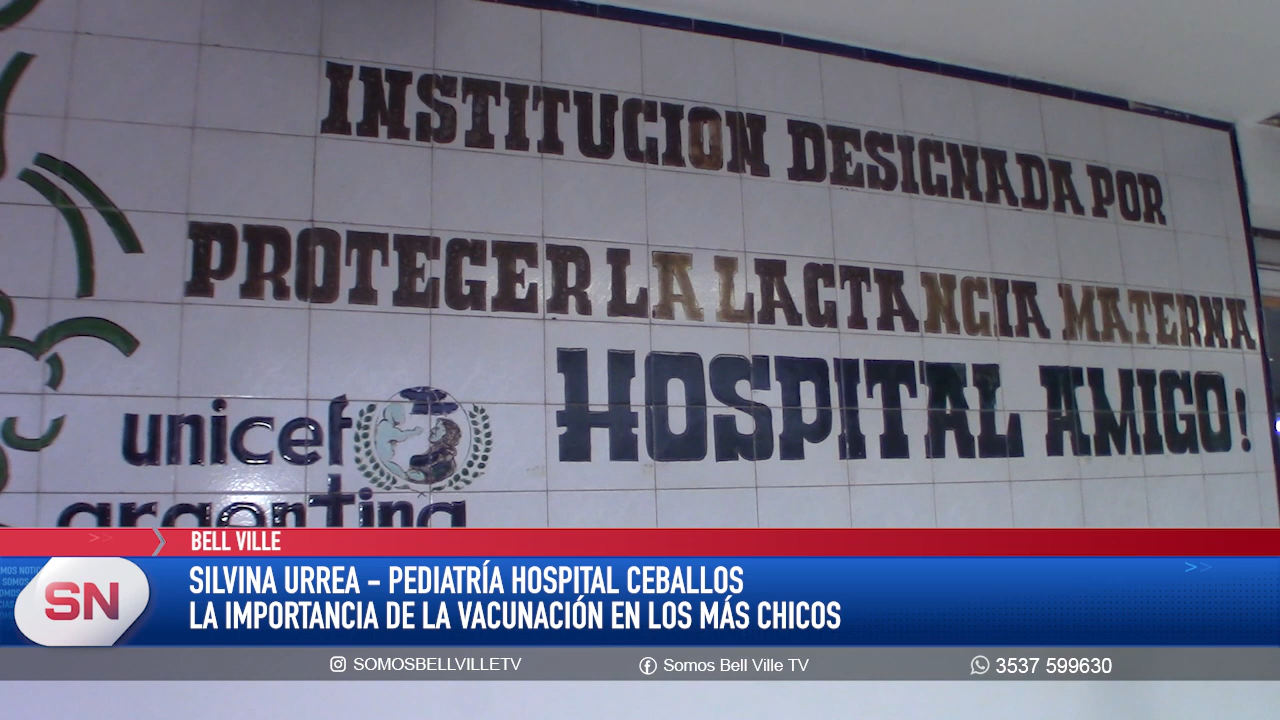 INSTITUCION DESIGNADA POR
PROTEGER LA LACTANCIA MATERNA
HOSPITAL AMIGO!
unicef
argentina
BELL VILLE
SILVINA URREA – PEDIATRÍA HOSPITAL CEBALLOS
LA IMPORTANCIA DE LA VACUNACIÓN EN LOS MÁS CHICOS
SN
SOMOSBELLVILLETV
Somos Bell Ville TV
3537 599630